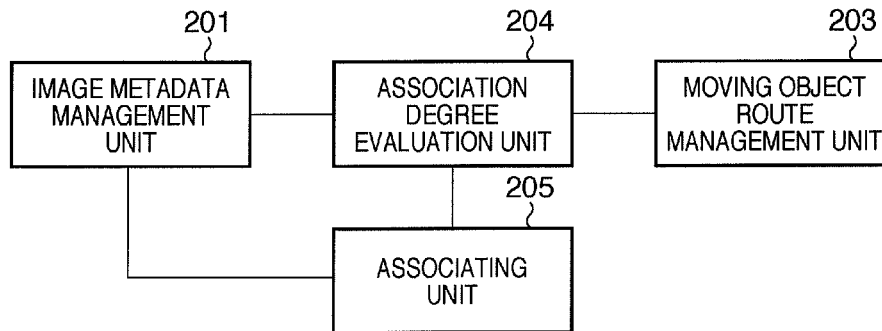 201
IMAGE METADATA
MANAGEMENT
UNIT
204
ASSOCIATION
DEGREE
EVALUATION UNIT
203
MOVING OBJECT
ROUTE
MANAGEMENT UNIT
205
ASSOCIATING
UNIT